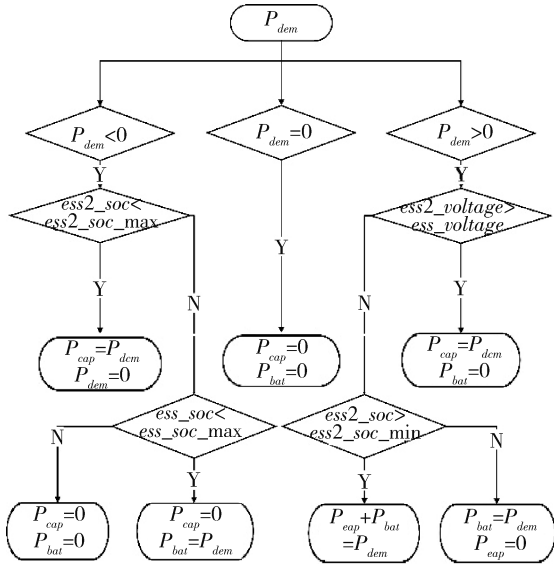 P_dem
P_dem<0
P_dem=0
P_dem>0
Y
Y
ess2_soc<
ess2_soc_max
ess2_voltage>
ess_voltage
Y
N
Y
N
Y
P_cap=P_dcm
P_dem=0
P_cap=0
P_bat=0
P_cap=P_dcm
P_bat=0
ess_soc<
ess_soc_max
ess2_soc>
ess2_soc_min
N
Y
Y
N
P_cap=0
P_bat=0
P_cap=0
P_bat=P_dem
P_eap+P_bat
=P_dem
P_bat=P_dem
P_eap=0